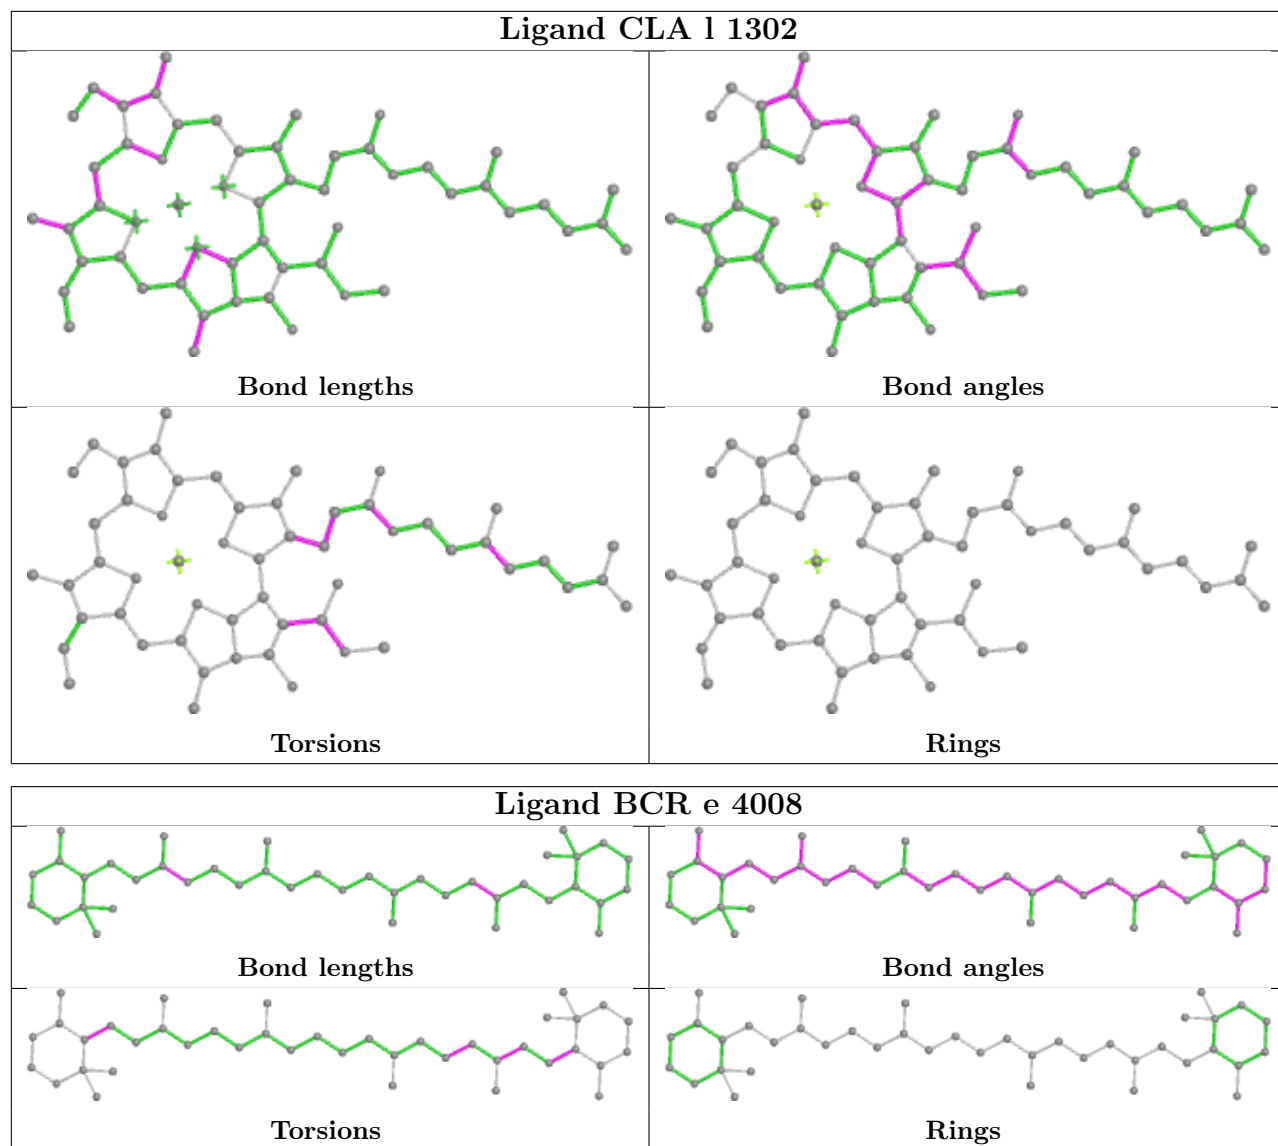 Ligand CLA l 1302
Bond lengths
Bond angles
Torsions
Rings
Ligand BCR e 4008
Bond lengths
Bond angles
Torsions
Rings